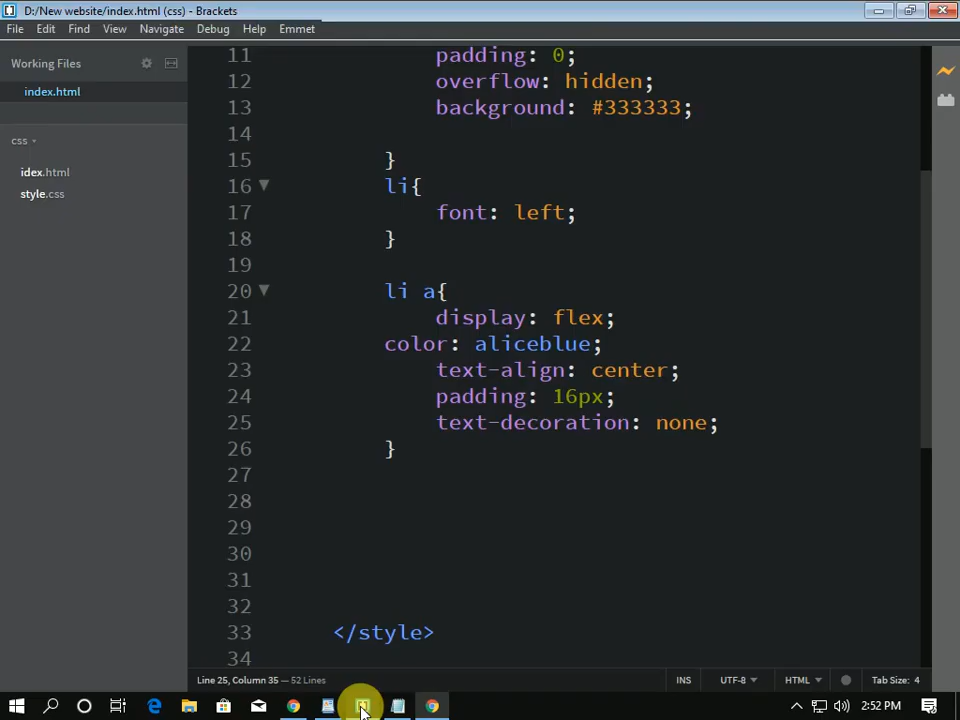 D:/New website/index.html (css) - Brackets
File Edit Find View Navigate Debug Help Emmet
Working Files
index.html
css
idex.html
style.css
11 padding: 0;
12 overflow: hidden;
13 background: #333333;
14
15 }
16 li{
17 font: left;
18 }
19
20 li a{
21 display: flex;
22 color: aliceblue;
23 text-align: center;
24 padding: 16px;
25 text-decoration: none;
26 }
27
28
29
30
31
32
33 </style>
34
Line 25, Column 35 — 52 Lines INS UTF-8 HTML Tab Size: 4
2:52 PM